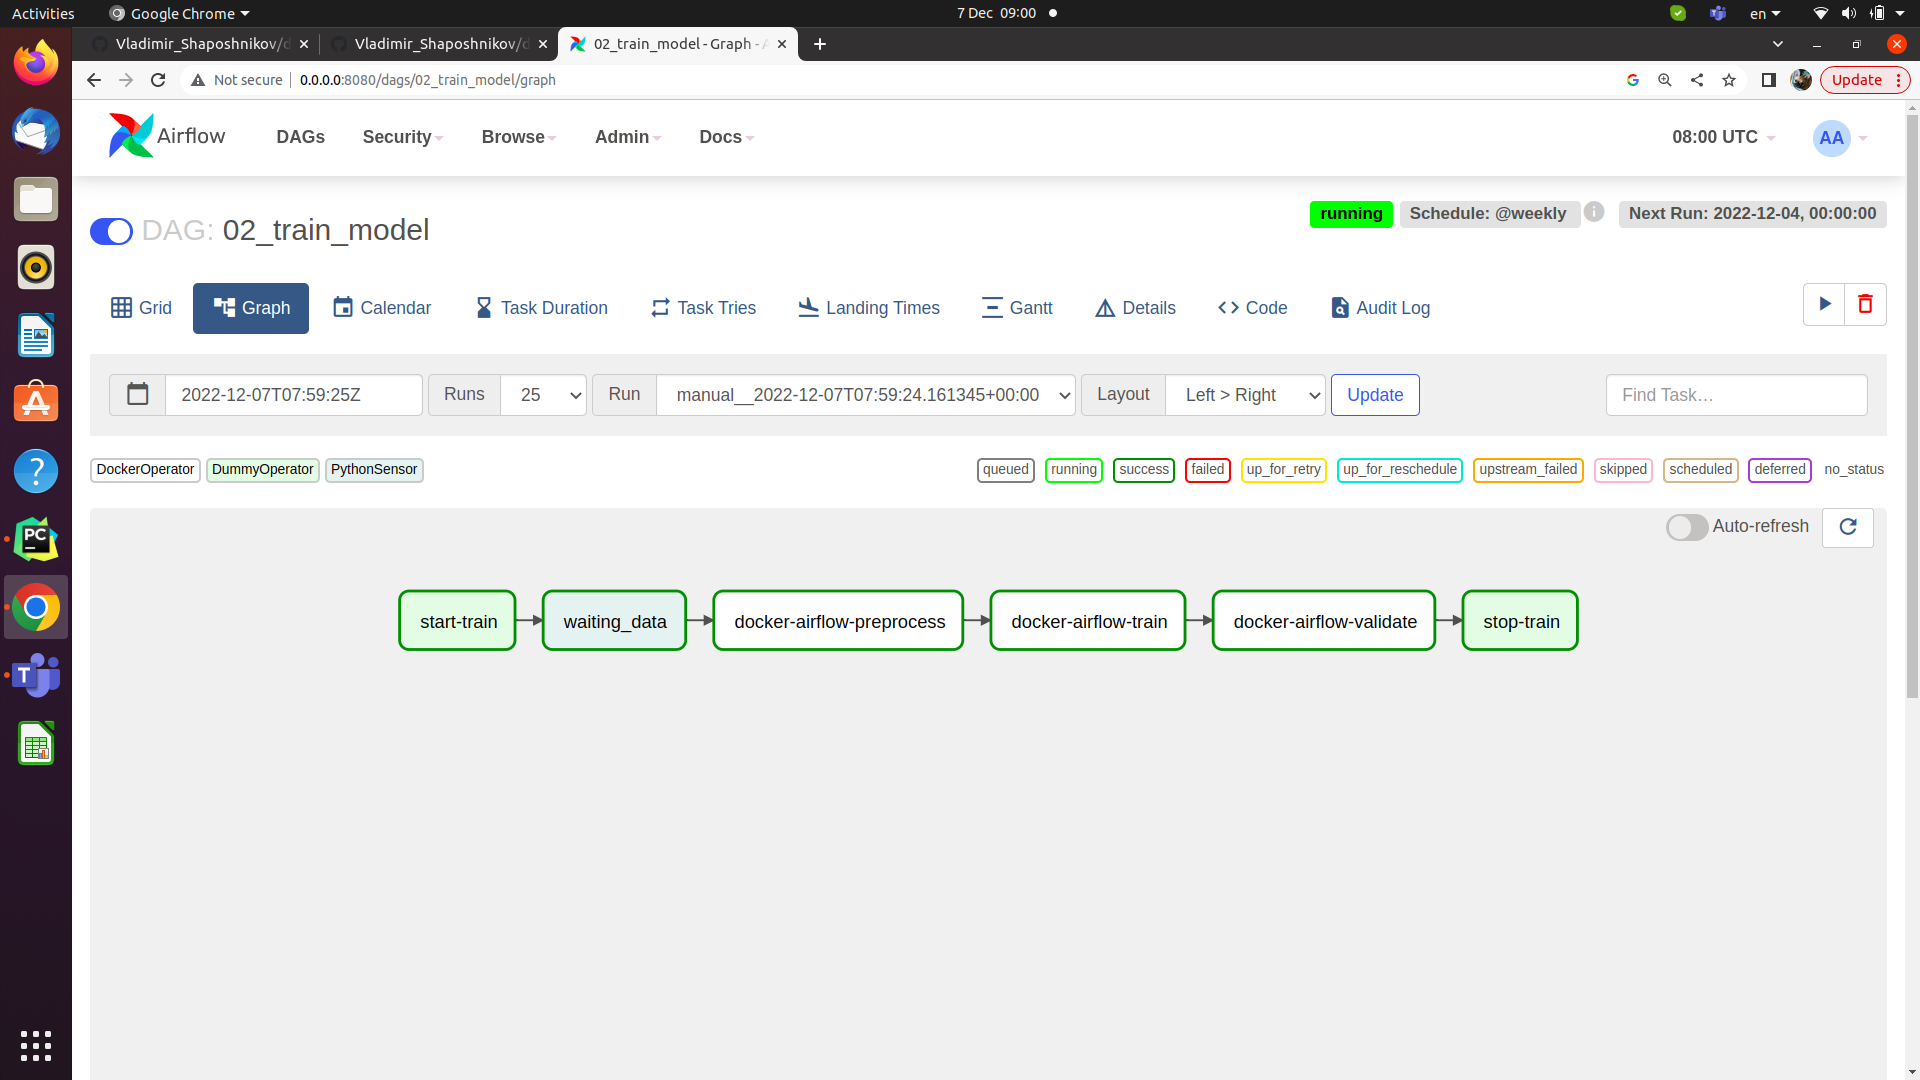 Activities
Google Chrome
7 Dec 09:00
en
Vladimir_Shaposhnikov/d
Vladimir_Shaposhnikov/d
02_train_model - Graph - A
Not secure
0.0.0.0:8080/dags/02_train_model/graph
Update
Airflow
DAGs
Security
Browse
Admin
Docs
08:00 UTC
AA
DAG: 02_train_model
running
Schedule: @weekly
i
Next Run: 2022-12-04, 00:00:00
Grid
Graph
Calendar
Task Duration
Task Tries
Landing Times
Gantt
Details
Code
Audit Log
2022-12-07T07:59:25Z
Runs
25
Run
manual__2022-12-07T07:59:24.161345+00:00
Layout
Left > Right
Update
Find Task…
DockerOperator
DummyOperator
PythonSensor
queued
running
success
failed
up_for_retry
up_for_reschedule
upstream_failed
skipped
scheduled
deferred
no_status
Auto-refresh
start-train
waiting_data
docker-airflow-preprocess
docker-airflow-train
docker-airflow-validate
stop-train
PC
T